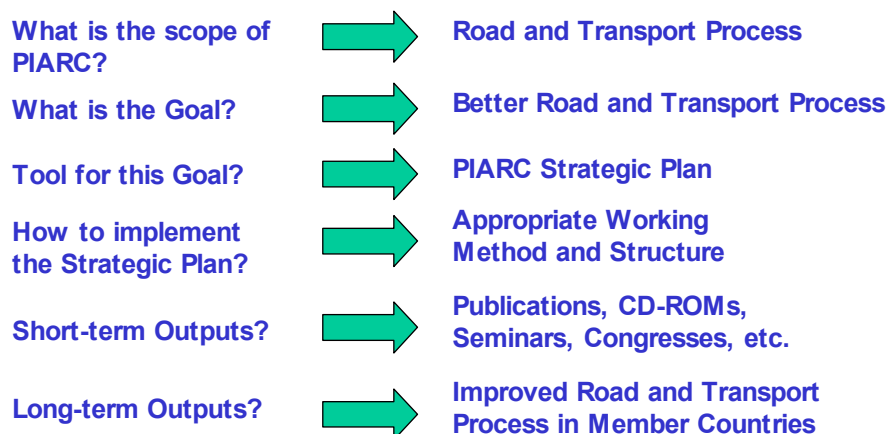 What is the scope of
PIARC?
Road and Transport Process
What is the Goal?
Better Road and Transport Process
Tool for this Goal?
PIARC Strategic Plan
How to implement
the Strategic Plan?
Appropriate Working
Method and Structure
Short-term Outputs?
Publications, CD-ROMs,
Seminars, Congresses, etc.
Long-term Outputs?
Improved Road and Transport
Process in Member Countries